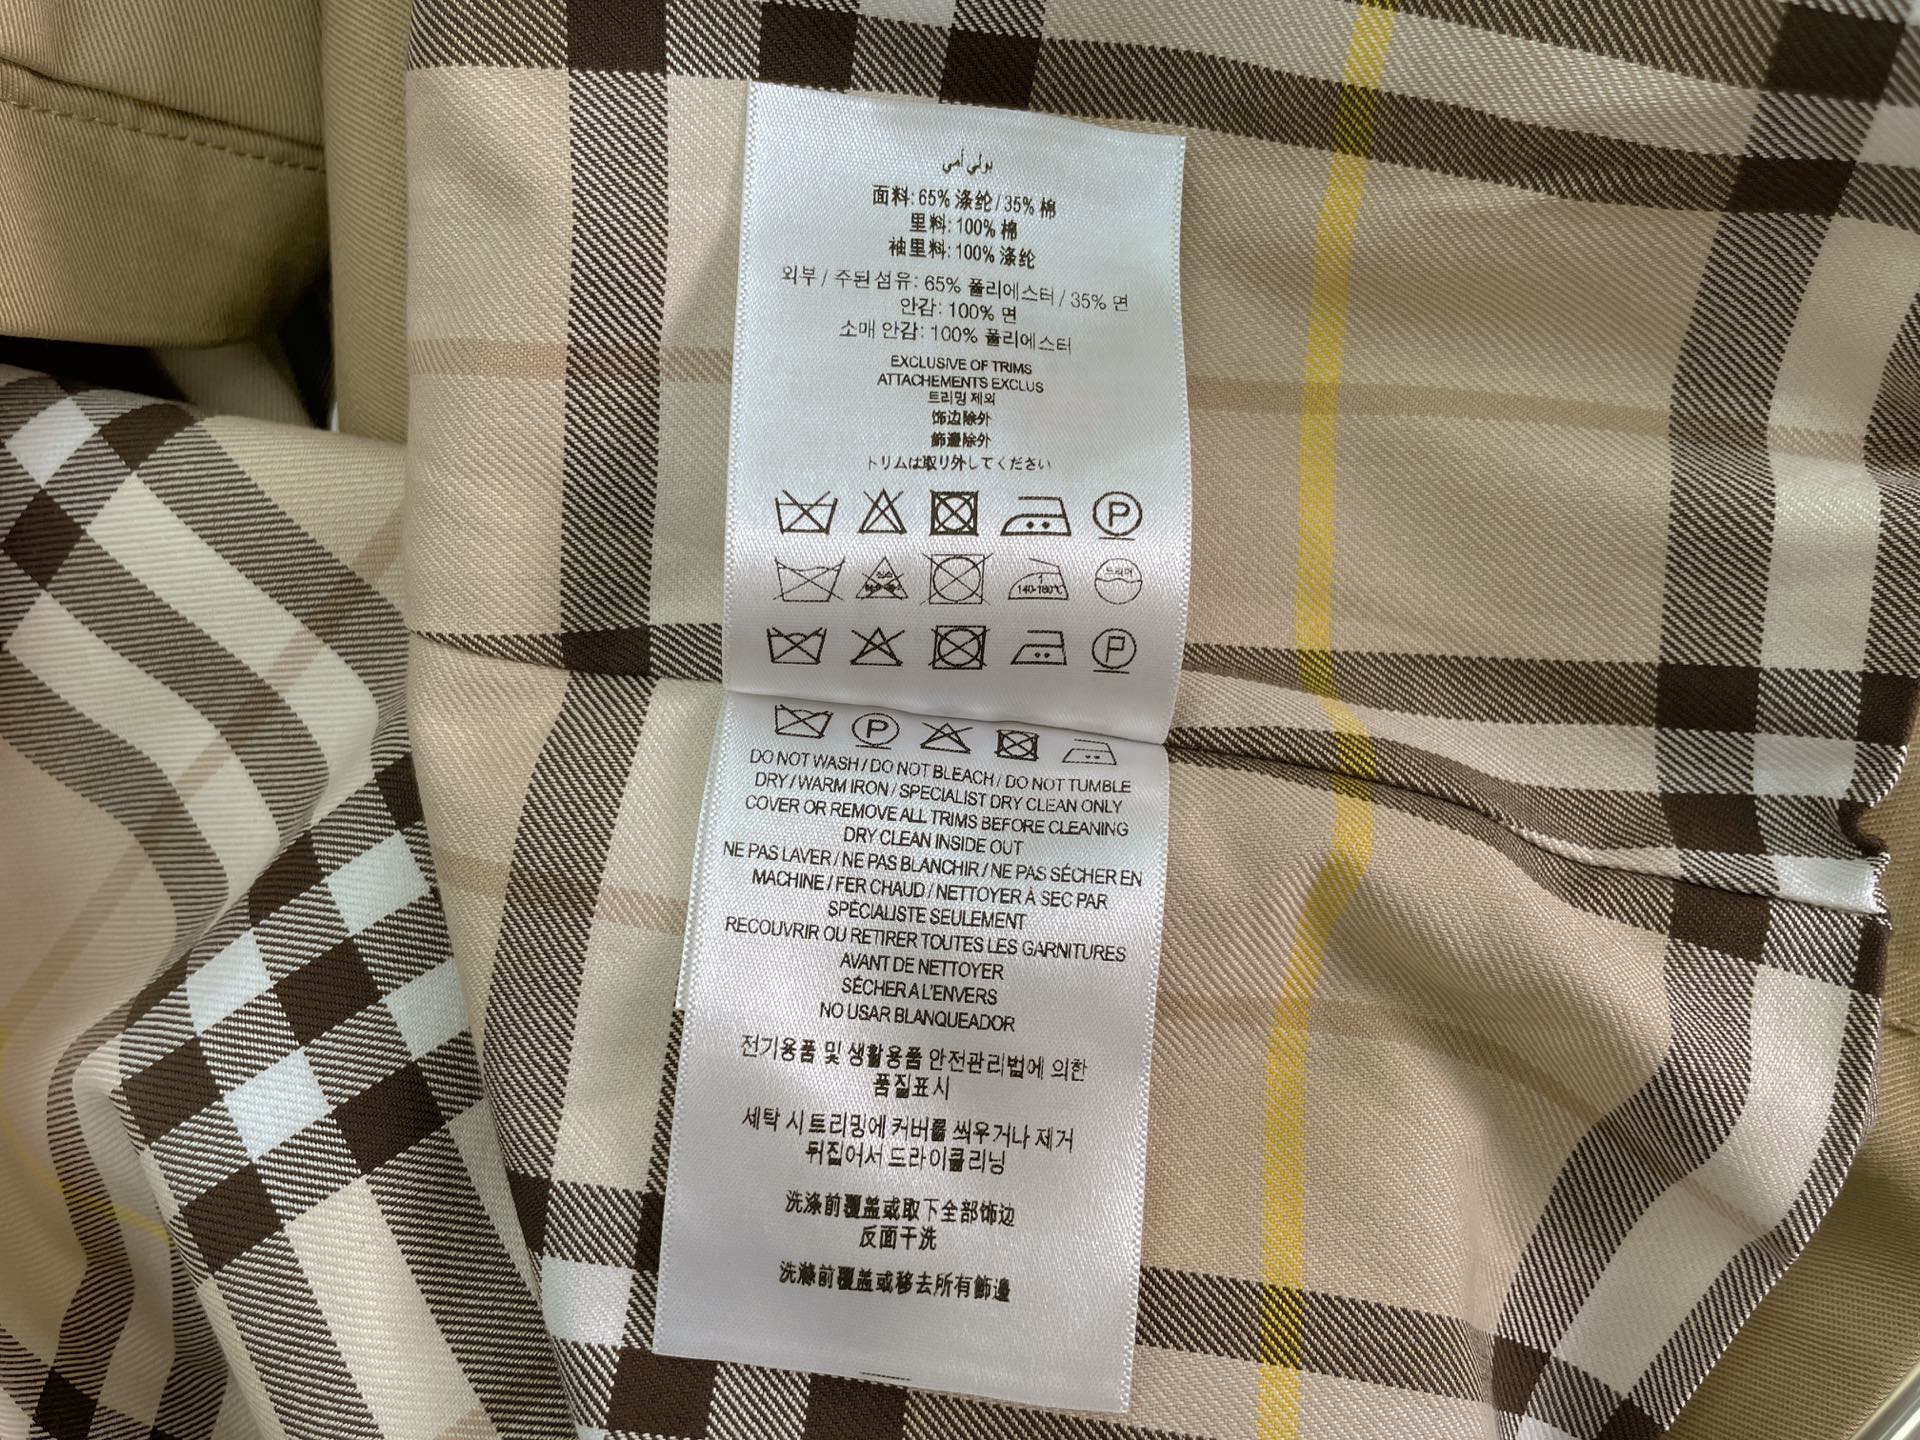 بولي أمي
面料: 65% 涤纶 / 35% 棉
里料: 100% 棉
袖里料: 100% 涤纶
외부 / 주된 섬유: 65% 폴리에스터 / 35% 면
안감: 100% 면
소매 안감: 100% 폴리에스터
EXCLUSIVE OF TRIMS
ATTACHEMENTS EXCLUS
트리밍 제외
饰边除外
飾邊除外
トリムは取り外してください
P
드라이
1
140-160℃
P
P
DO NOT WASH / DO NOT BLEACH / DO NOT TUMBLE
DRY / WARM IRON / SPECIALIST DRY CLEAN ONLY
COVER OR REMOVE ALL TRIMS BEFORE CLEANING
DRY CLEAN INSIDE OUT
NE PAS LAVER / NE PAS BLANCHIR / NE PAS SÉCHER EN
MACHINE / FER CHAUD / NETTOYER À SEC PAR
SPÉCIALISTE SEULEMENT
RECOUVRIR OU RETIRER TOUTES LES GARNITURES
AVANT DE NETTOYER
SÉCHER A L'ENVERS
NO USAR BLANQUEADOR
전기용품 및 생활용품 안전관리법에 의한
품질표시
세탁 시 트리밍에 커버를 씌우거나 제거
뒤집어서 드라이클리닝
洗涤前覆盖或取下全部饰边
反面干洗
洗滌前覆蓋或移去所有飾邊